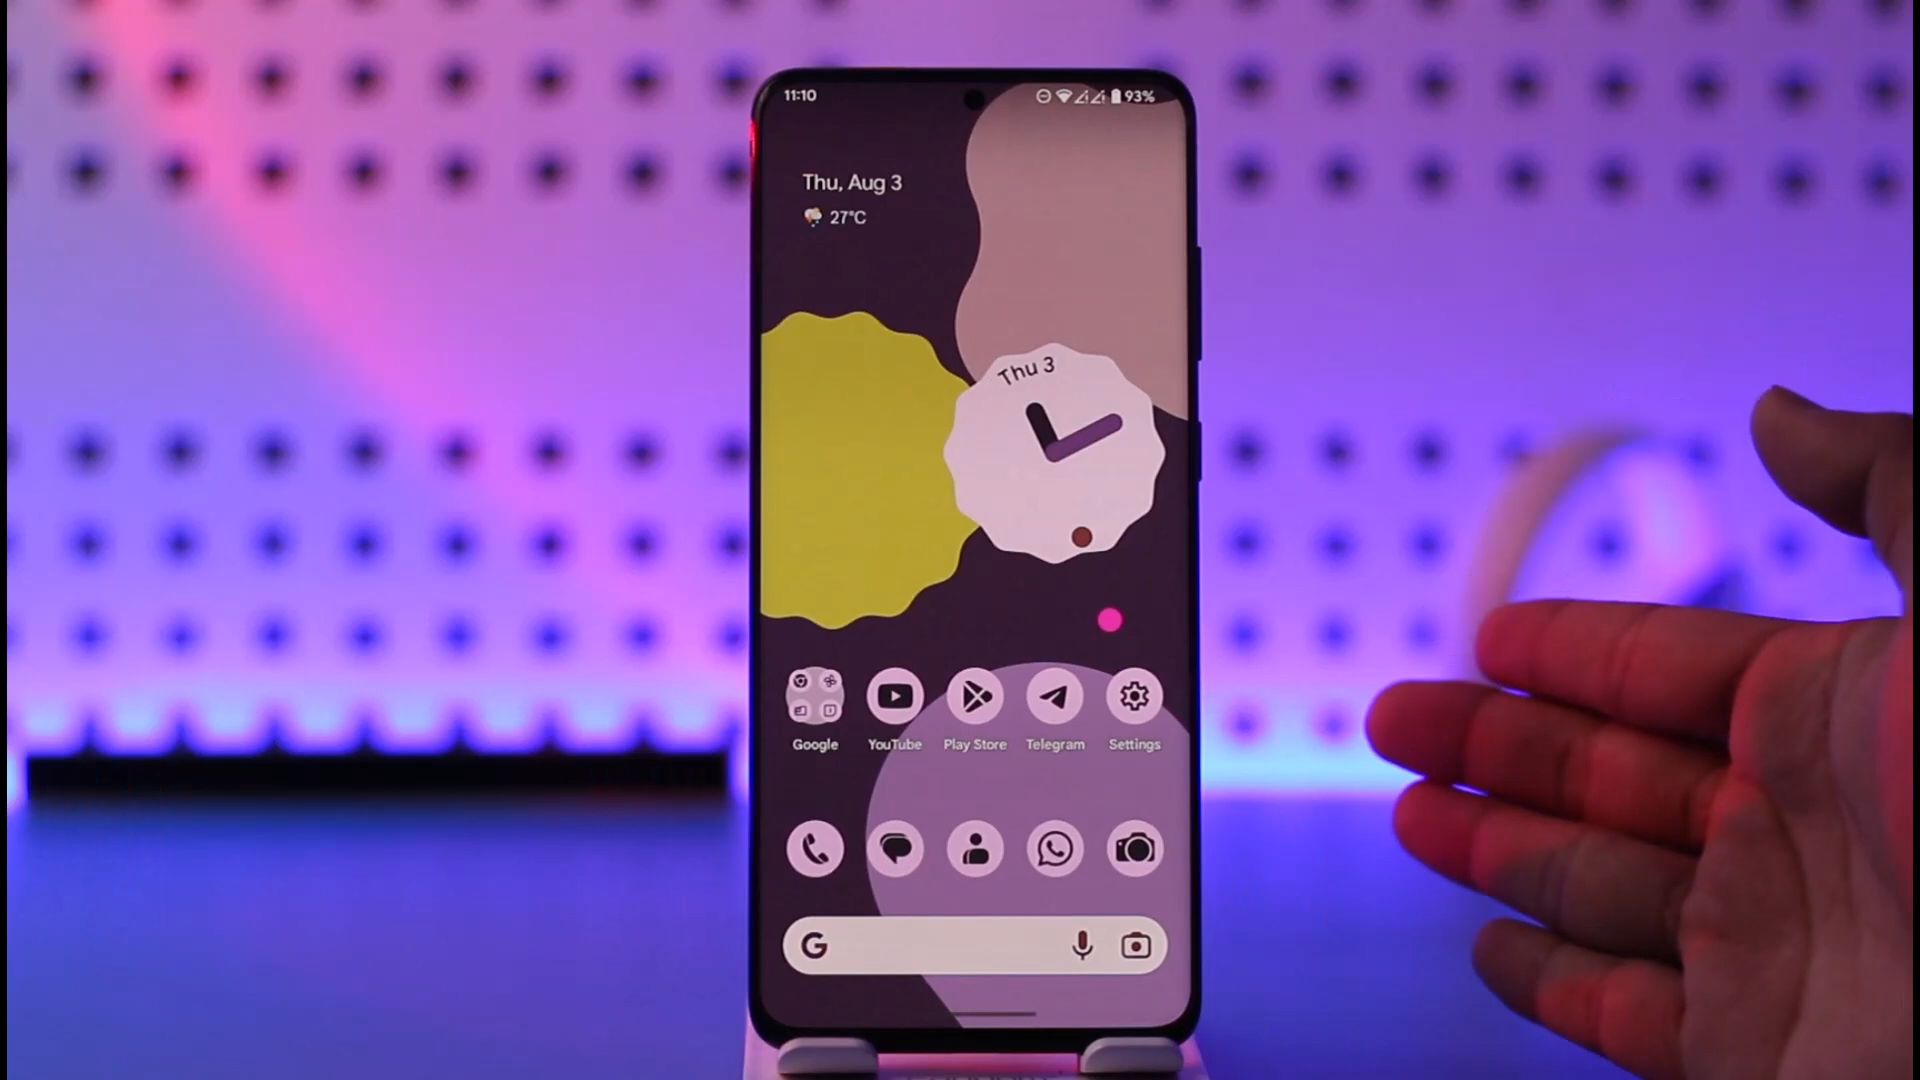 11:10
93%
Thu, Aug 3
27°C
Thu 3
Google
YouTube
Play Store
Telegram
Settings
G